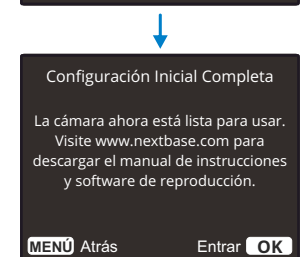 Configuración Inicial Completa
La cámara ahora está lista para usar.
Visite www.nextbase.com para
descargar el manual de instrucciones
y software de reproducción.
MENÚ Atrás Entrar OK